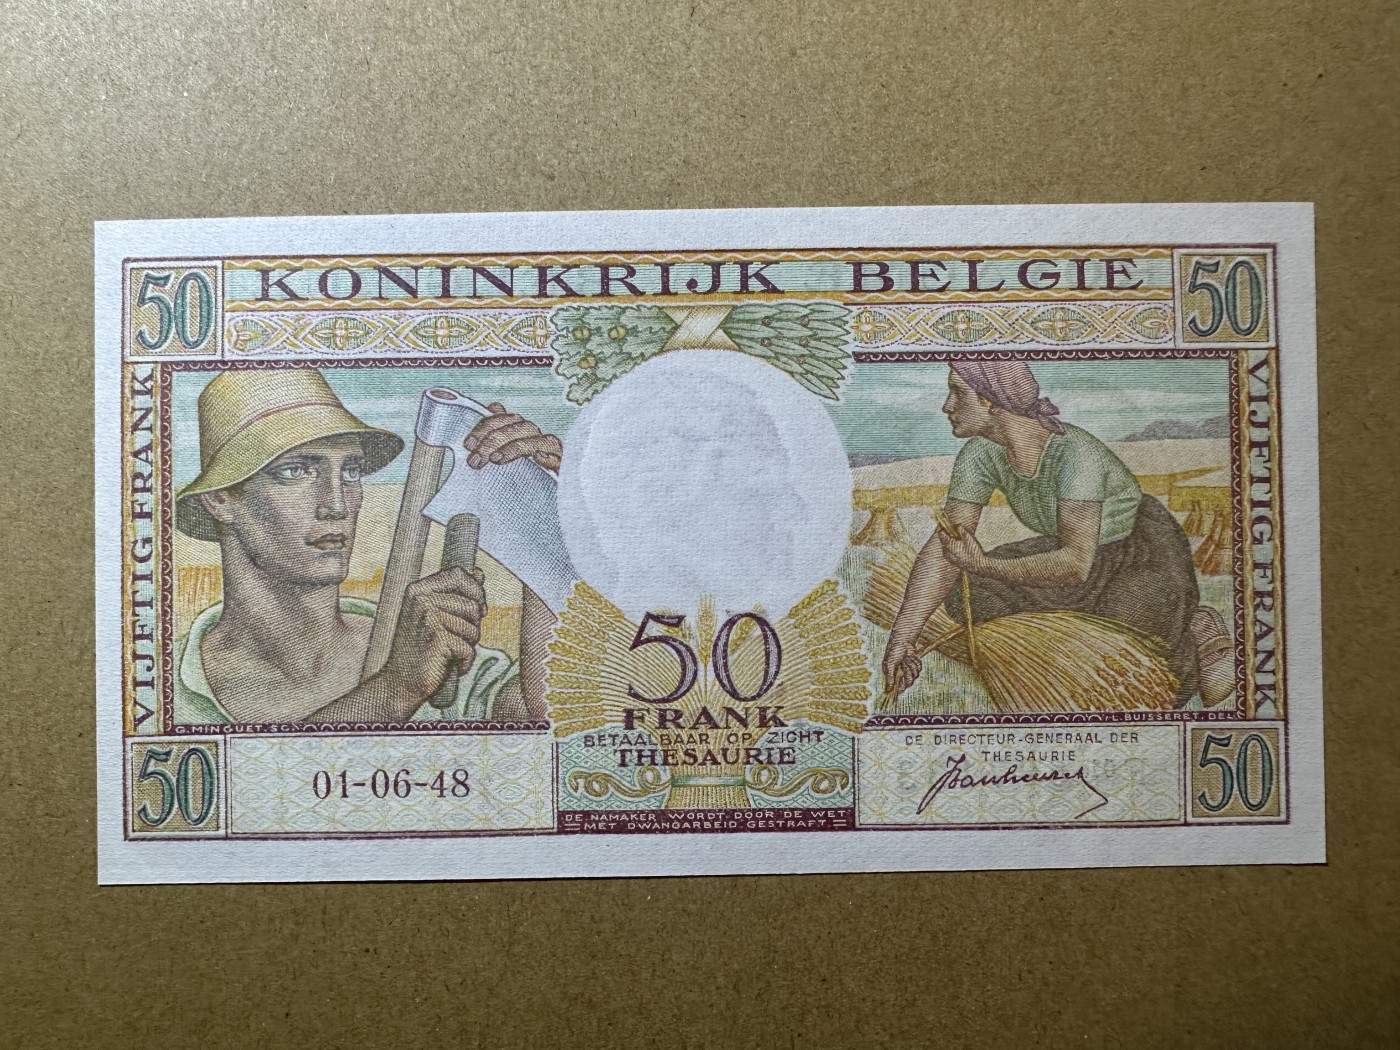 50 KONINKRIJK BELGIE 50
VIJFTIG FRANK
VIJFTIG FRANK
50
FRANK
BETAALBAAR OP ZICHT
THESAURIE
G. MINGUET. SC.
L. BUISSERET. DEL.
50
01-06-48
DE NAMAKER WORDT DOOR DE WET
MET DWANGARBEID GESTRAFT
DE DIRECTEUR-GENERAAL DER
THESAURIE
50